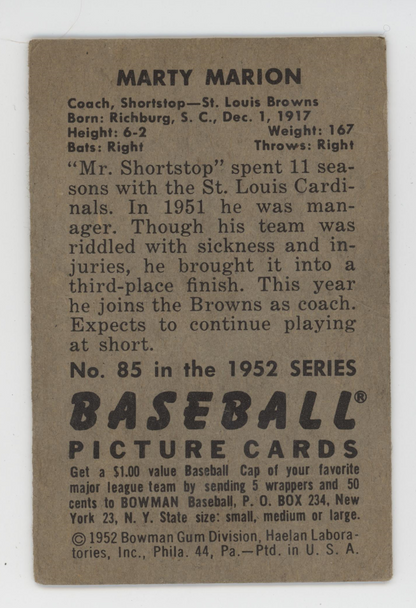 MARTY MARION
Coach, Shortstop—St. Louis Browns
Born: Richburg, S. C., Dec. 1, 1917
Height: 6-2 Weight: 167
Bats: Right Throws: Right
"Mr. Shortstop" spent 11 sea-
sons with the St. Louis Cardi-
nals. In 1951 he was man-
ager. Though his team was
riddled with sickness and in-
juries, he brought it into a
third-place finish. This year
he joins the Browns as coach.
Expects to continue playing
at short.
No. 85 in the 1952 SERIES
BASEBALL®
PICTURE CARDS
Get a $1.00 value Baseball Cap of your favorite
major league team by sending 5 wrappers and 50
cents to BOWMAN Baseball, P. O. BOX 234, New
York 23, N. Y. State size: small, medium or large.
© 1952 Bowman Gum Division, Haelan Labora-
tories, Inc., Phila. 44, Pa.—Ptd. in U. S. A.